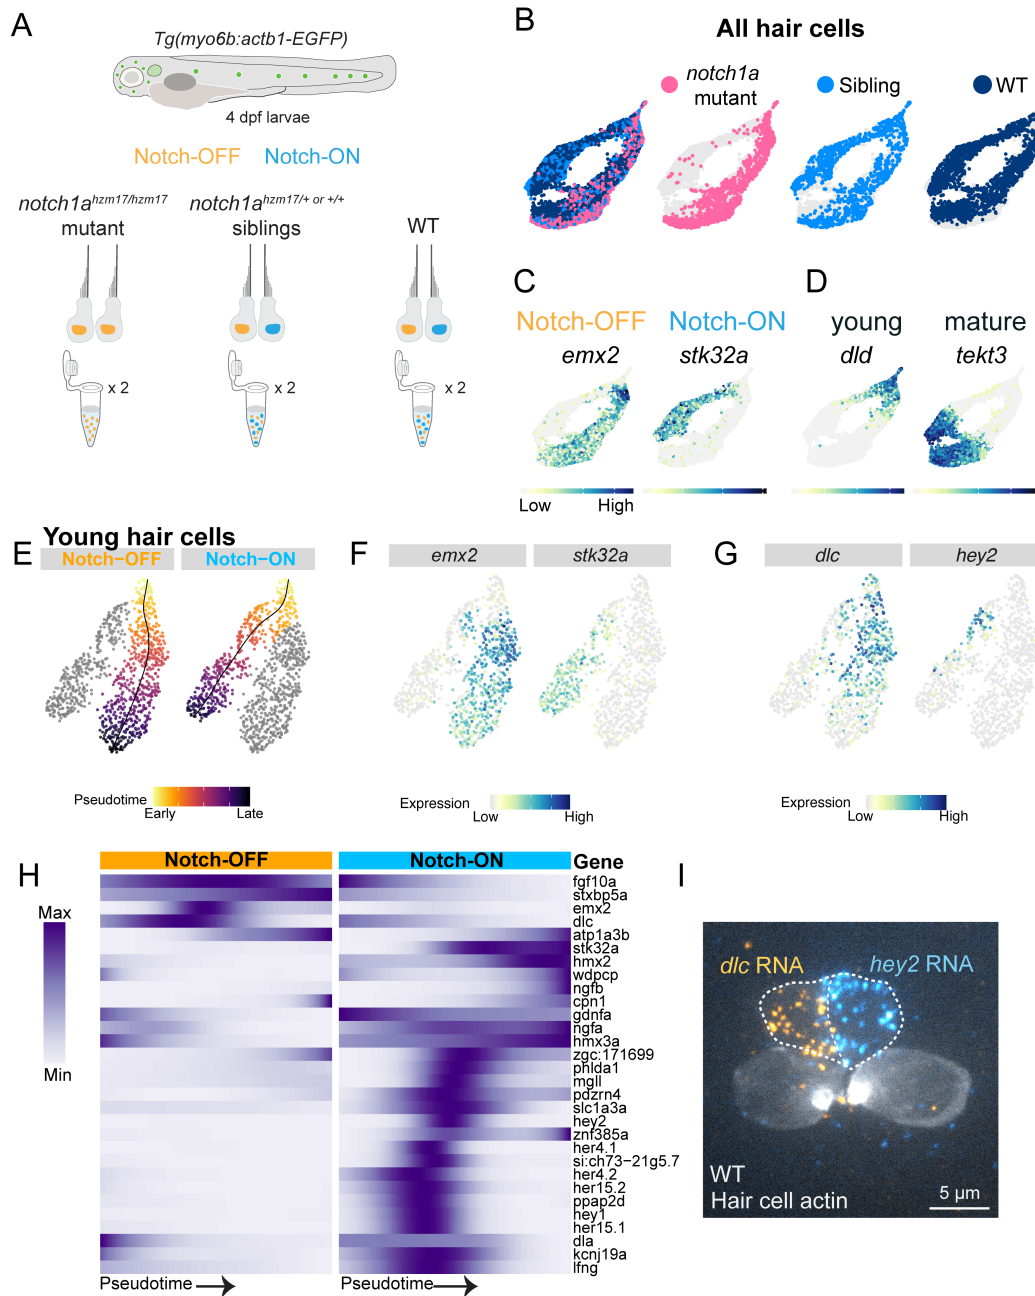 A
Tg(myo6b:actb1-EGFP)
4 dpf larvae
Notch-OFF Notch-ON
notch1a^hzm17/hzm17
mutant
notch1a^hzm17/+ or +/+
siblings
WT
x 2
x 2
x 2
B
All hair cells
notch1a
mutant
Sibling
WT
C
Notch-OFF Notch-ON
emx2 stk32a
Low High
D
young mature
dld tekt3
Young hair cells
E
Notch−OFF Notch−ON
Pseudotime
Early Late
F
emx2 stk32a
Expression
Low High
G
dlc hey2
Expression
Low High
H
Max
Min
Notch-OFF Notch-ON Gene
fgf10a
stxbp5a
emx2
dlc
atp1a3b
stk32a
hmx2
wdpcp
ngfb
cpn1
gdnfa
ngfa
hmx3a
zgc:171699
phlda1
mgll
pdzrn4
slc1a3a
hey2
znf385a
her4.1
si:ch73−21g5.7
her4.2
her15.2
ppap2d
hey1
her15.1
dla
kcnj19a
lfng
Pseudotime Pseudotime
I
dlc RNA hey2 RNA
WT
Hair cell actin
5 µm